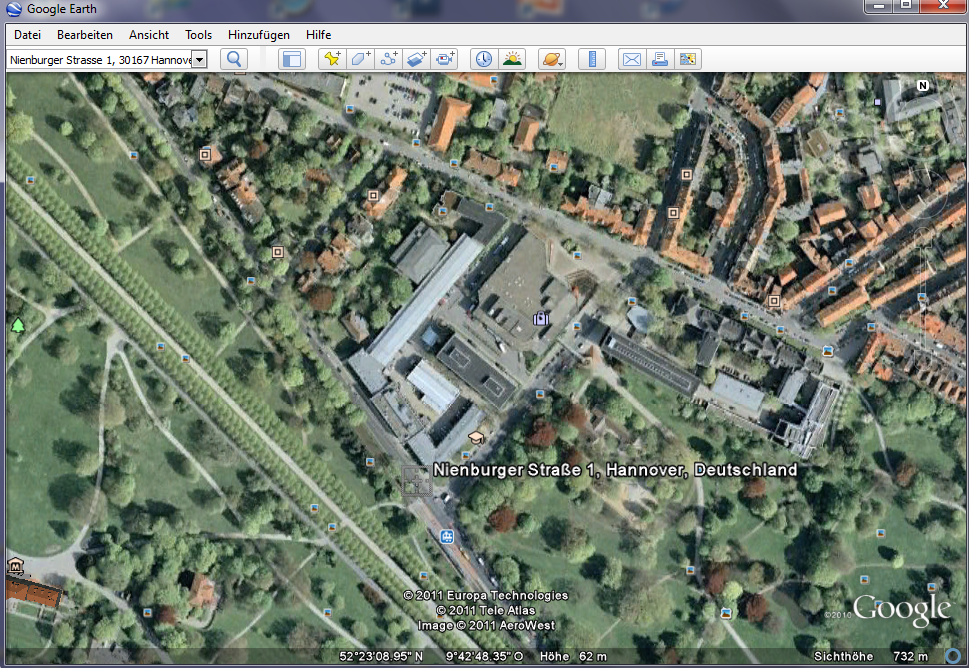 Google Earth
Datei Bearbeiten Ansicht Tools Hinzufügen Hilfe
Nienburger Strasse 1, 30167 Hannove
N
Nienburger Straße 1, Hannover, Deutschland
M
© 2011 Europa Technologies
© 2011 Tele Atlas
Image © 2011 AeroWest
©2010 Google
52°23'08.95" N 9°42'48.35" O Höhe 62 m Sichthöhe 732 m